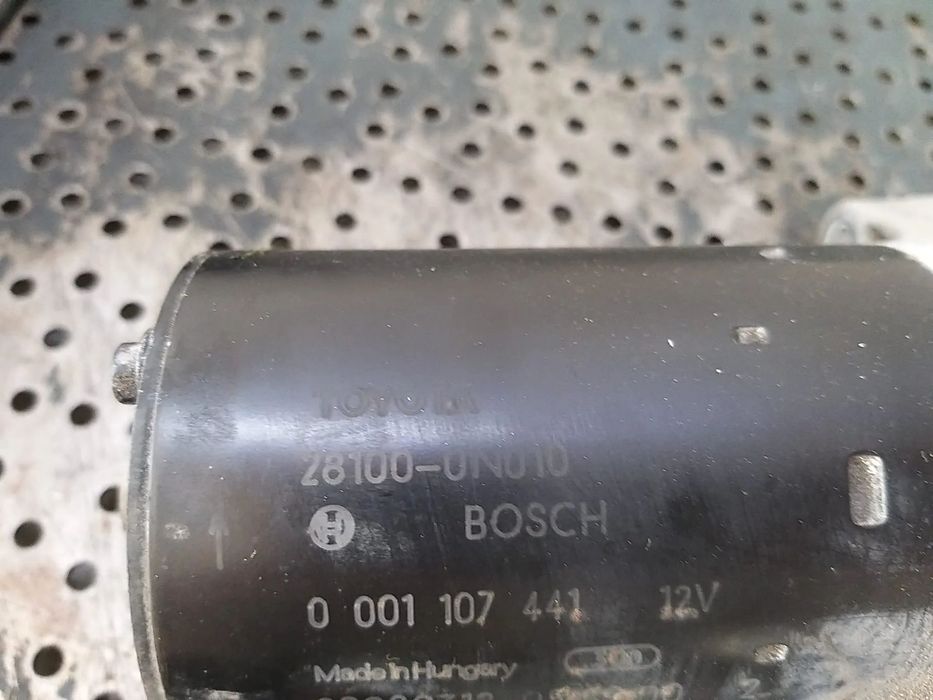 TOYOTA
28100-0N010
BOSCH
0 001 107 441 12V
Made in Hungary